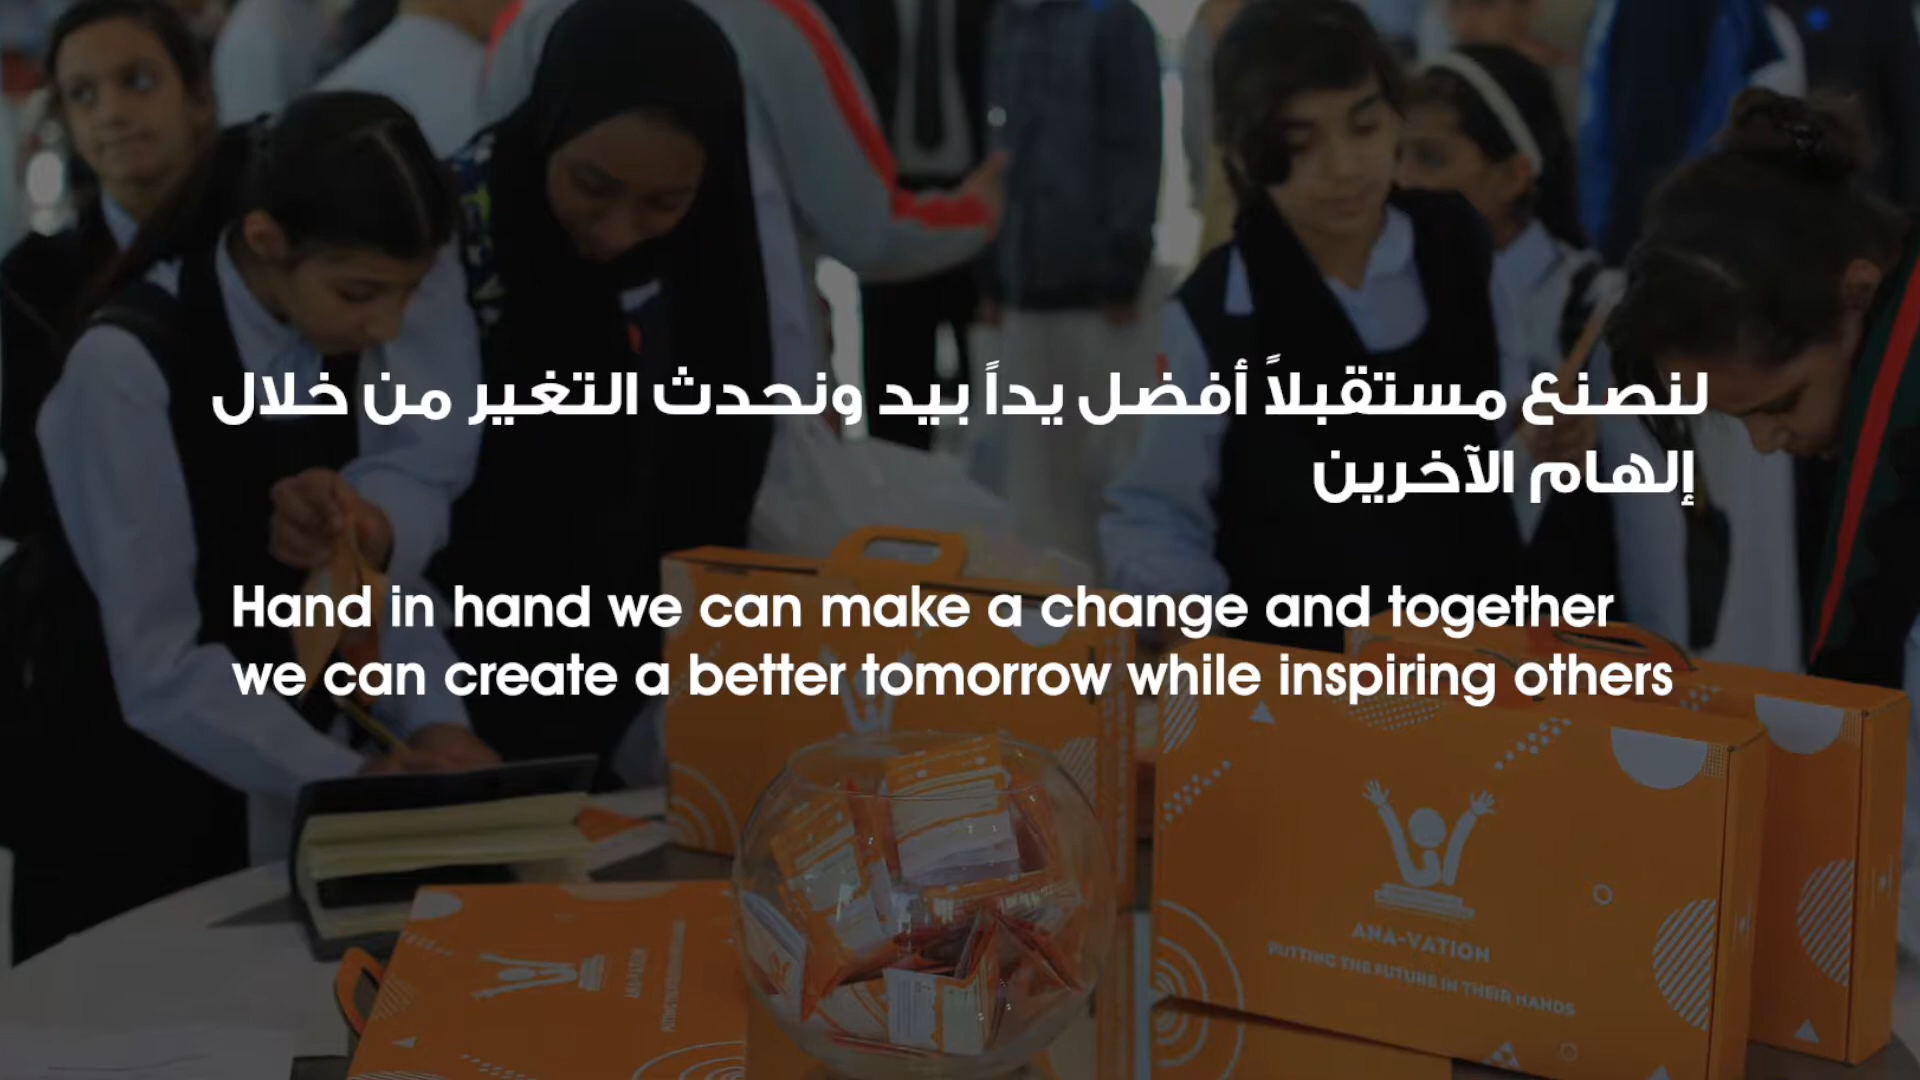 لنصنع مستقبلاً أفضل يداً بيد ونحدث التغير من خلال
إلهام الآخرين
Hand in hand we can make a change and together
we can create a better tomorrow while inspiring others
ANA-VATION
PUTTING THE FUTURE IN THEIR HANDS